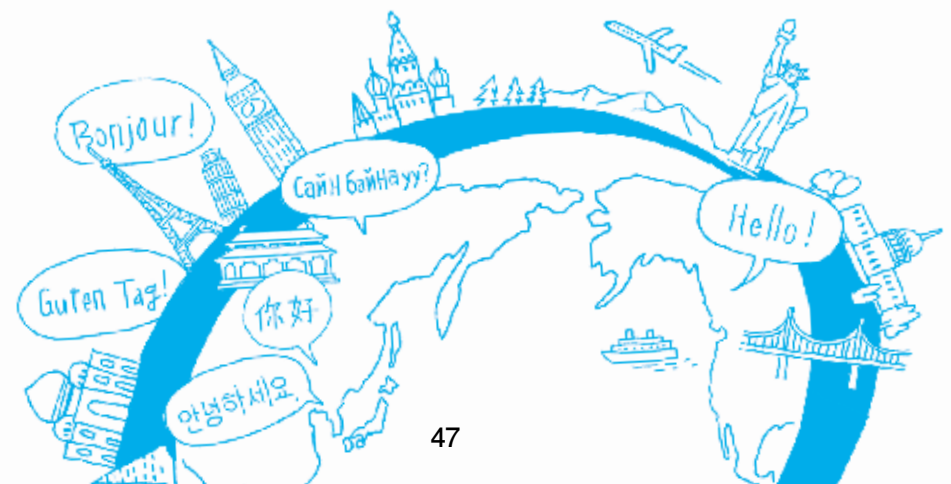 Bonjour!
Сайн байна уу?
Hello!
Guten Tag!
你好
안녕하세요
47